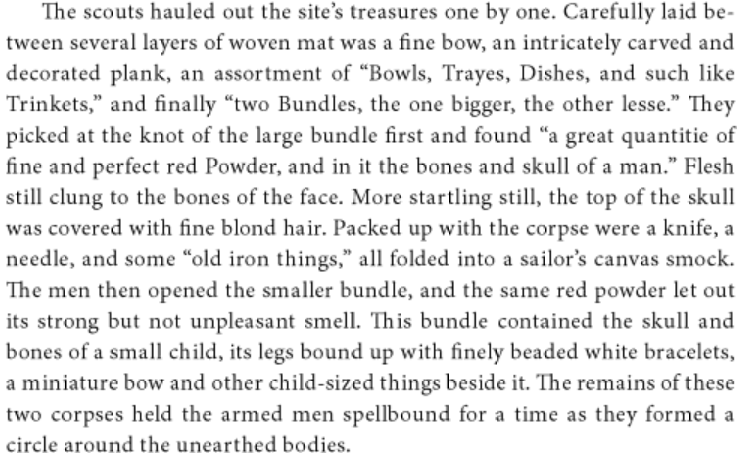 The scouts hauled out the site’s treasures one by one. Carefully laid be-
tween several layers of woven mat was a fine bow, an intricately carved and
decorated plank, an assortment of “Bowls, Trayes, Dishes, and such like
Trinkets,” and finally “two Bundles, the one bigger, the other lesse.” They
picked at the knot of the large bundle first and found “a great quantitie of
fine and perfect red Powder, and in it the bones and skull of a man.” Flesh
still clung to the bones of the face. More startling still, the top of the skull
was covered with fine blond hair. Packed up with the corpse were a knife, a
needle, and some “old iron things,” all folded into a sailor’s canvas smock.
The men then opened the smaller bundle, and the same red powder let out
its strong but not unpleasant smell. This bundle contained the skull and
bones of a small child, its legs bound up with finely beaded white bracelets,
a miniature bow and other child-sized things beside it. The remains of these
two corpses held the armed men spellbound for a time as they formed a
circle around the unearthed bodies.